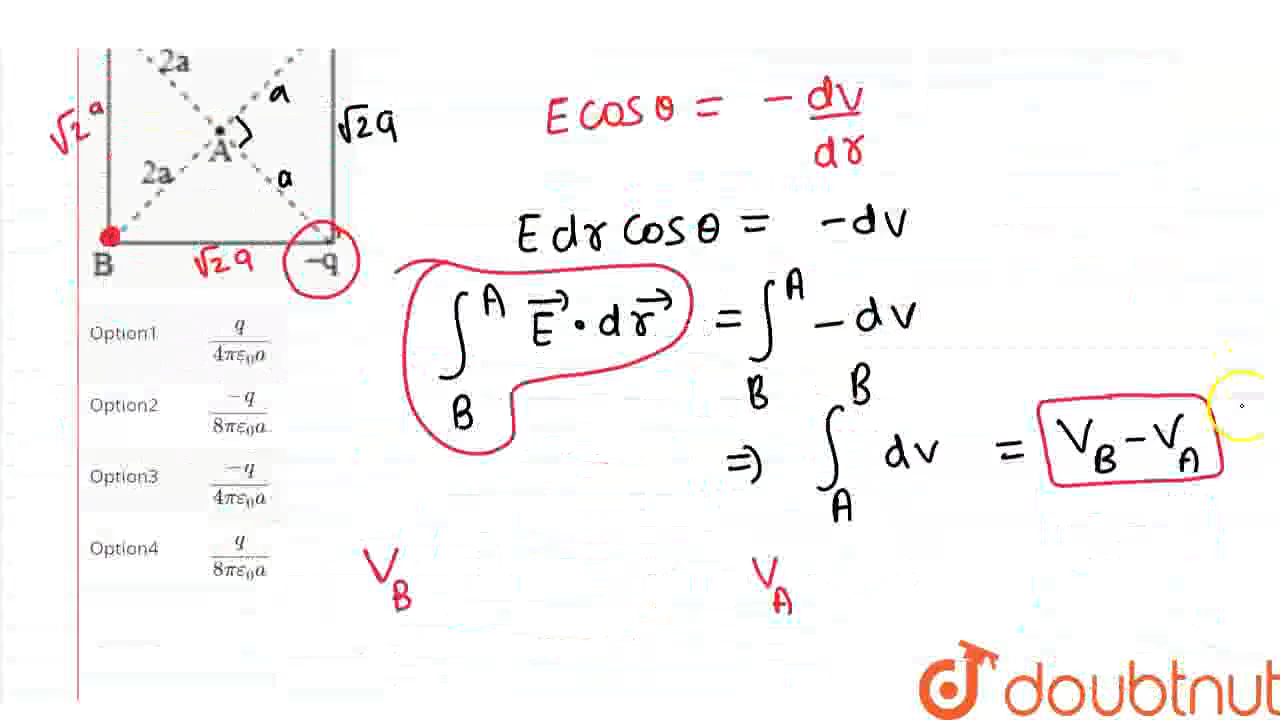 2a
a
√2 a
√2 a
A
2a
a
B
√2 a
-q
Option1 q/4πε₀a
Option2 -q/8πε₀a
Option3 -q/4πε₀a
Option4 q/8πε₀a
E cos θ = - dv/dr
E dr cos θ = - dv
∫_B^A E⃗ · dr⃗ = ∫_B^A - dv
⇒ ∫_A^B dv = V_B - V_A
V_B V_A
doubtnut